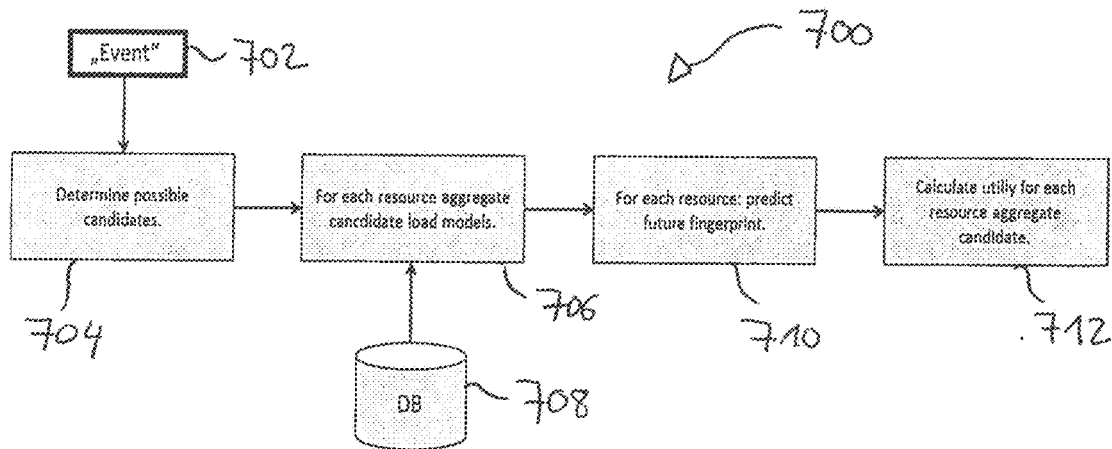 „Event“
702
700
Determine possible
candidates.
704
For each resource aggregate
cancdidate load models.
706
DB
708
For each resource: predict
future fingerprint.
710
Calculate utiliy for each
resource aggregate
candidate.
712